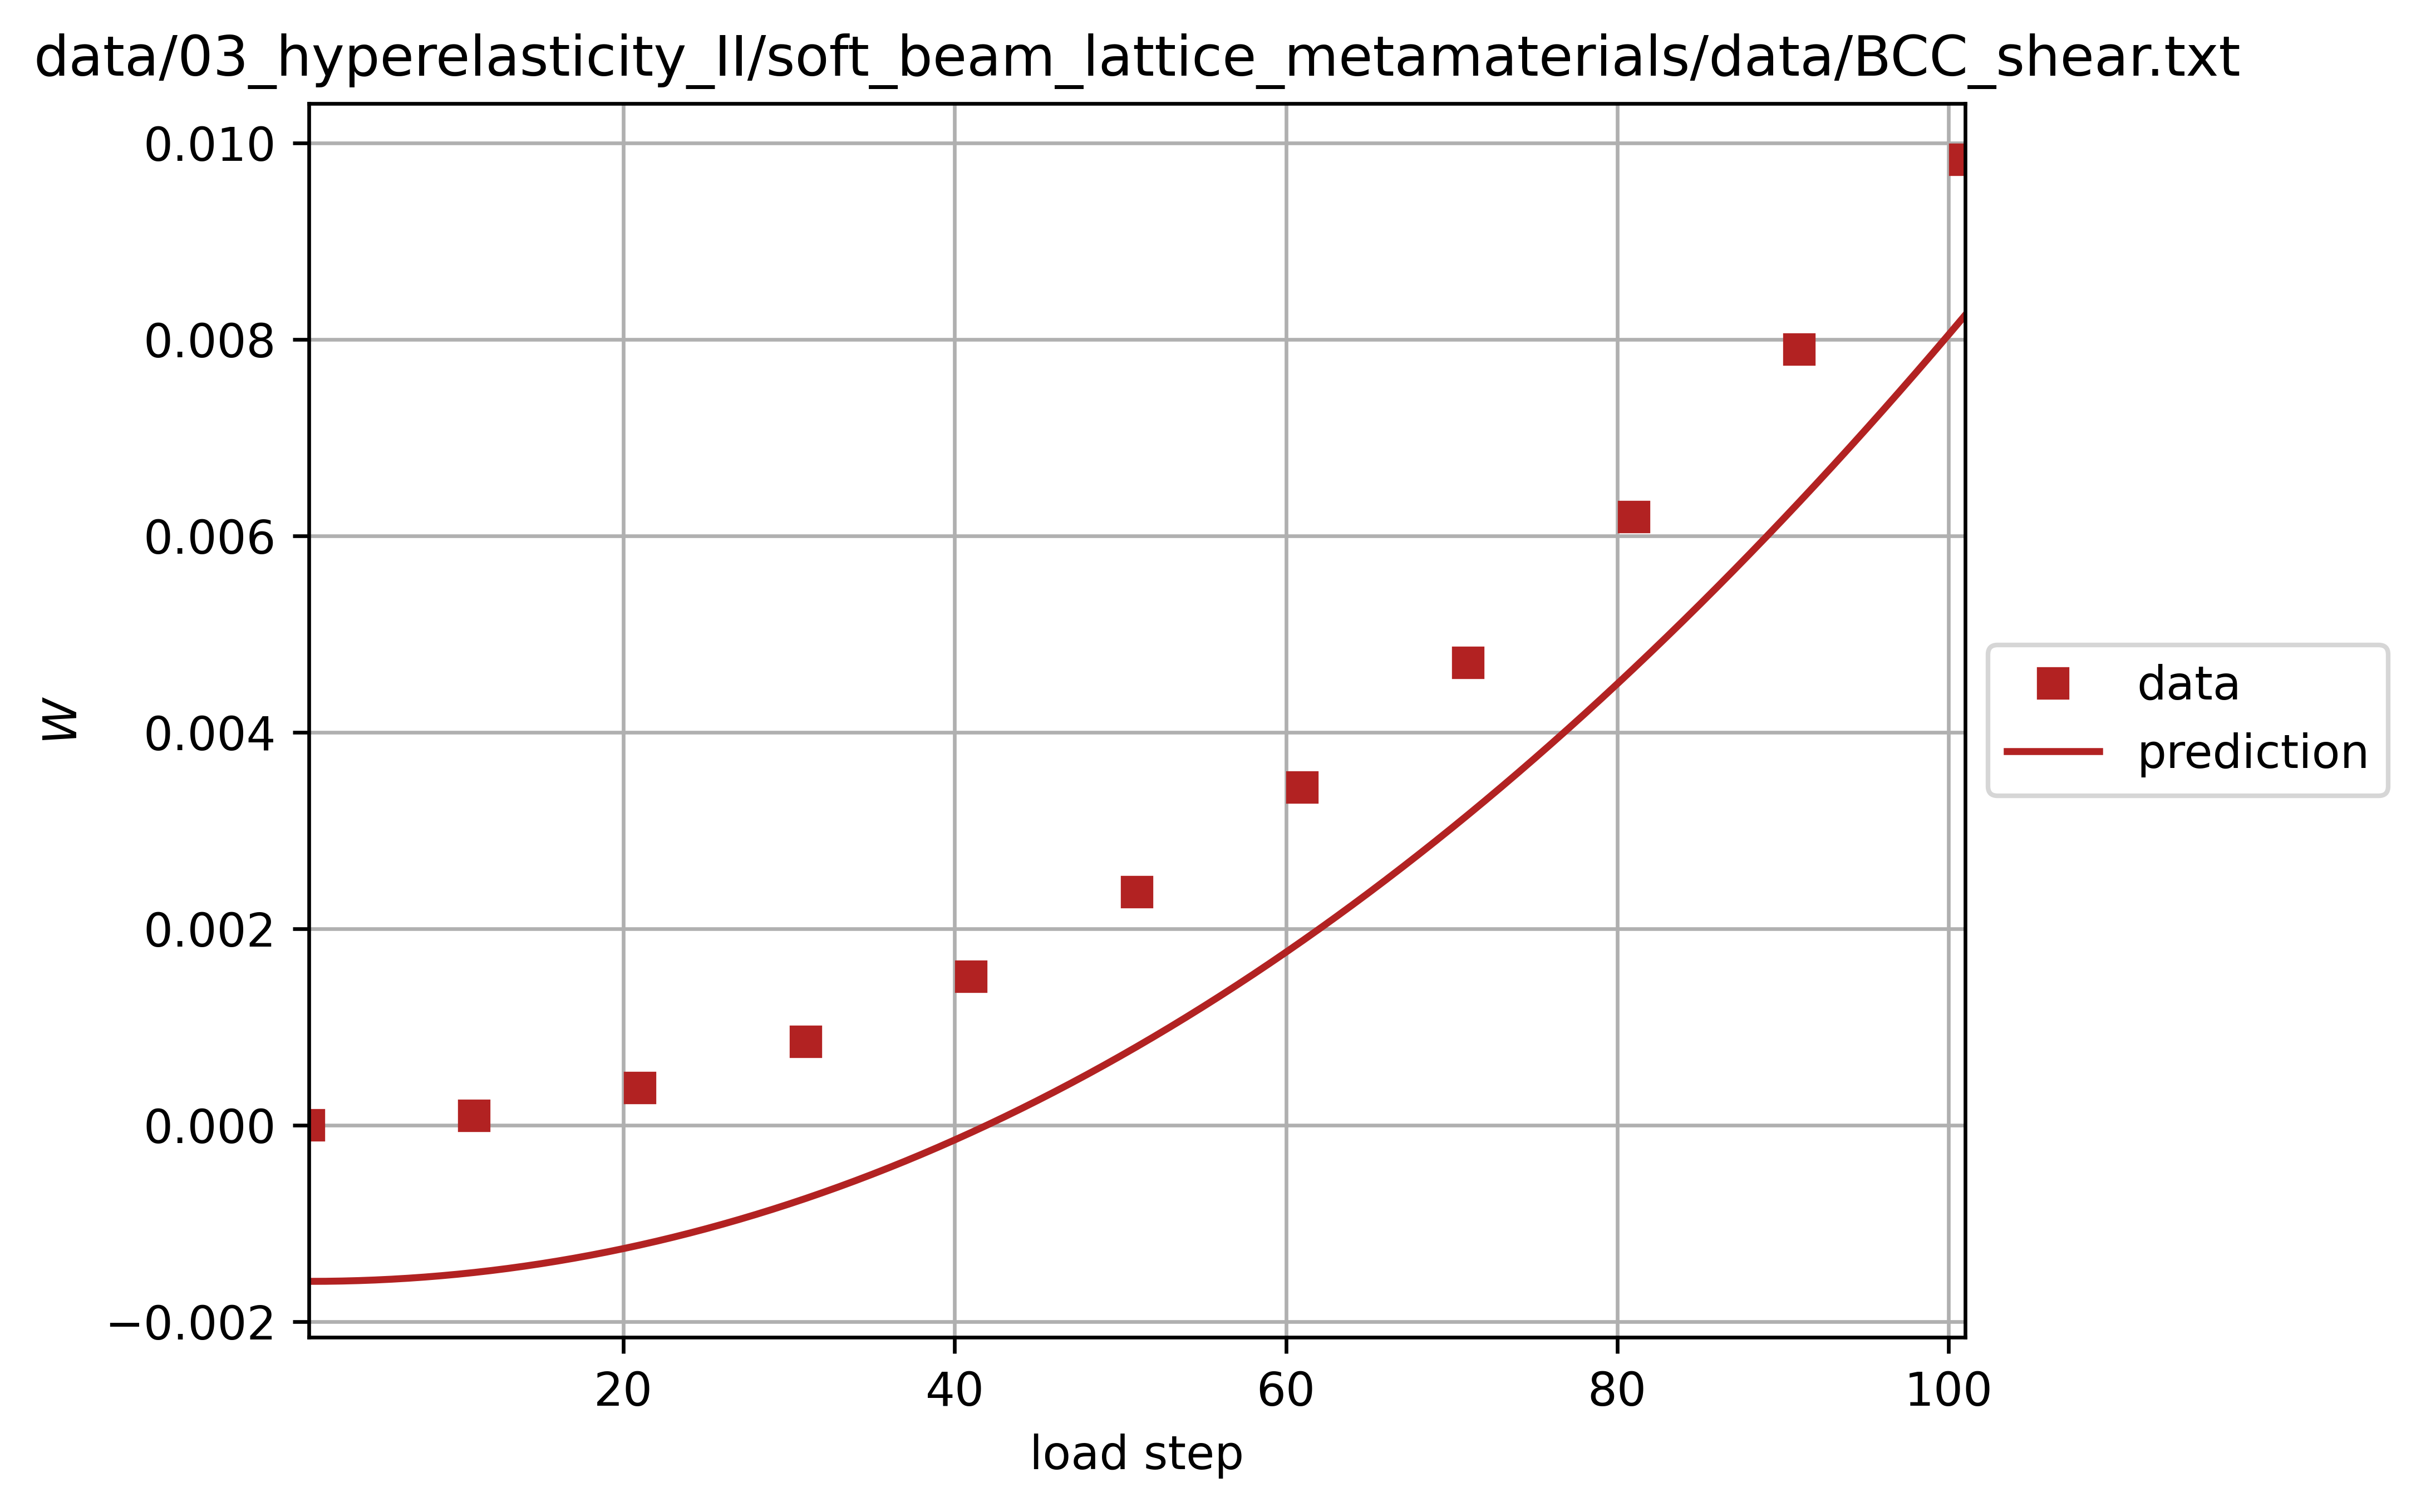 data/03_hyperelasticity_II/soft_beam_lattice_metamaterials/data/BCC_shear.txt
0.010
0.008
0.006
0.004
0.002
0.000
−0.002
W
20 40 60 80 100
load step
data
prediction